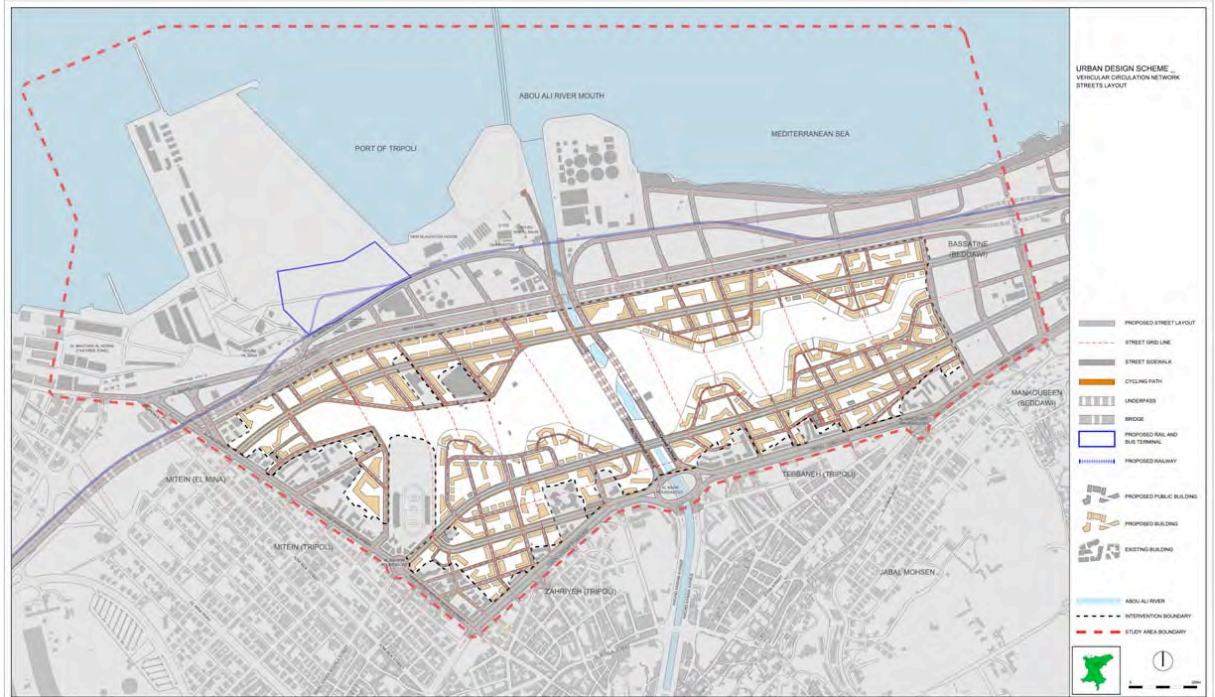 URBAN DESIGN SCHEME _
VEHICULAR CIRCULATION NETWORK
STREETS LAYOUT
ABOU ALI RIVER MOUTH
MEDITERRANEAN SEA
PORT OF TRIPOLI
BASSATINE
(BEDDAWI)
MANKOUBEEN
(BEDDAWI)
MITEIN (EL MINA)
TEBBANEH (TRIPOLI)
MITEIN (TRIPOLI)
JABAL MOHSEN
ZAHRIYEH (TRIPOLI)
PROPOSED STREET LAYOUT
STREET GRID LINE
STREET SIDEWALK
CYCLING PATH
UNDERPASS
BRIDGE
PROPOSED RAIL AND
BUS TERMINAL
PROPOSED RAILWAY
PROPOSED PUBLIC BUILDING
PROPOSED BUILDING
EXISTING BUILDING
ABOU ALI RIVER
INTERVENTION BOUNDARY
STUDY AREA BOUNDARY